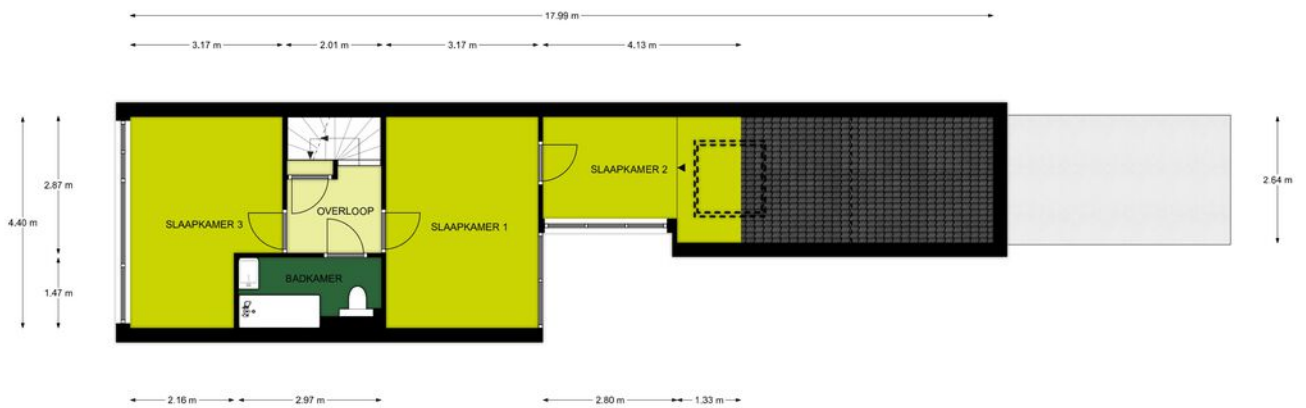 17.99 m
3.17 m
2.01 m
3.17 m
4.13 m
4.40 m
2.87 m
1.47 m
2.64 m
SLAAPKAMER 3
OVERLOOP
SLAAPKAMER 1
SLAAPKAMER 2
BADKAMER
2.16 m
2.97 m
2.80 m
1.33 m